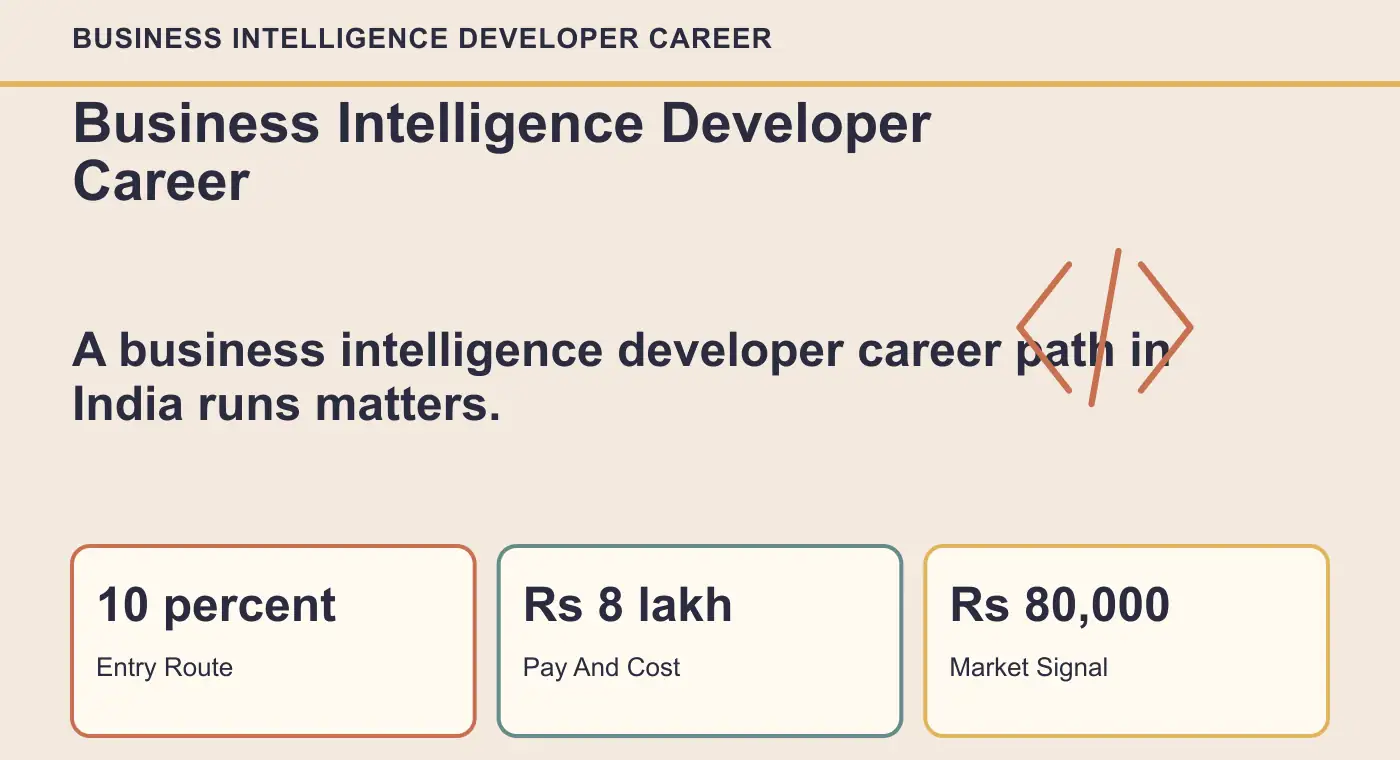 BUSINESS INTELLIGENCE DEVELOPER CAREER
Business Intelligence Developer
Career
A business intelligence developer career path in
India runs matters.
10 percent
Entry Route
Rs 8 lakh
Pay And Cost
Rs 80,000
Market Signal